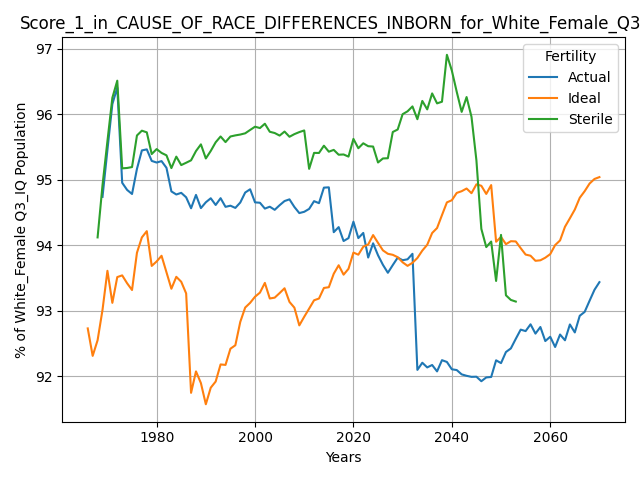 Score_1_in_CAUSE_OF_RACE_DIFFERENCES_INBORN_for_White_Female_Q3
% of White_Female Q3_IQ Population
97
96
95
94
93
92
Fertility
Actual
Ideal
Sterile
1980
2000
2020
2040
2060
Years